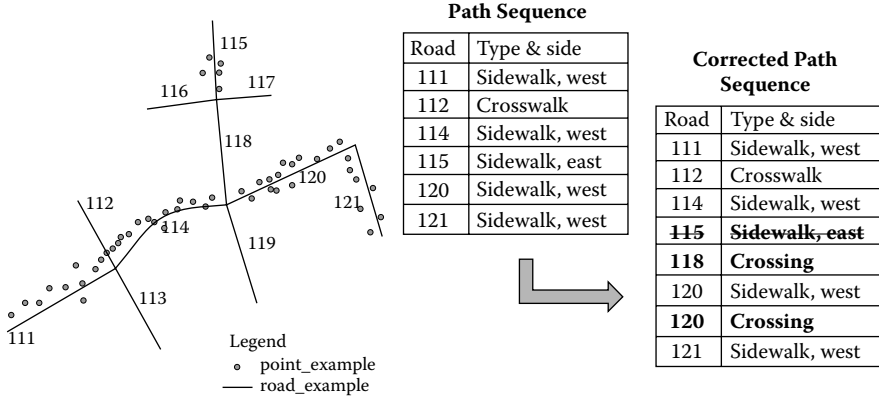 115
116
117
118
120
112
121
114
119
113
111
Legend
point_example
road_example
Path Sequence
Road Type & side
111 Sidewalk, west
112 Crosswalk
114 Sidewalk, west
115 Sidewalk, east
120 Sidewalk, west
121 Sidewalk, west
Corrected Path
Sequence
Road Type & side
111 Sidewalk, west
112 Crosswalk
114 Sidewalk, west
115 Sidewalk, east
118 Crossing
120 Sidewalk, west
120 Crossing
121 Sidewalk, west